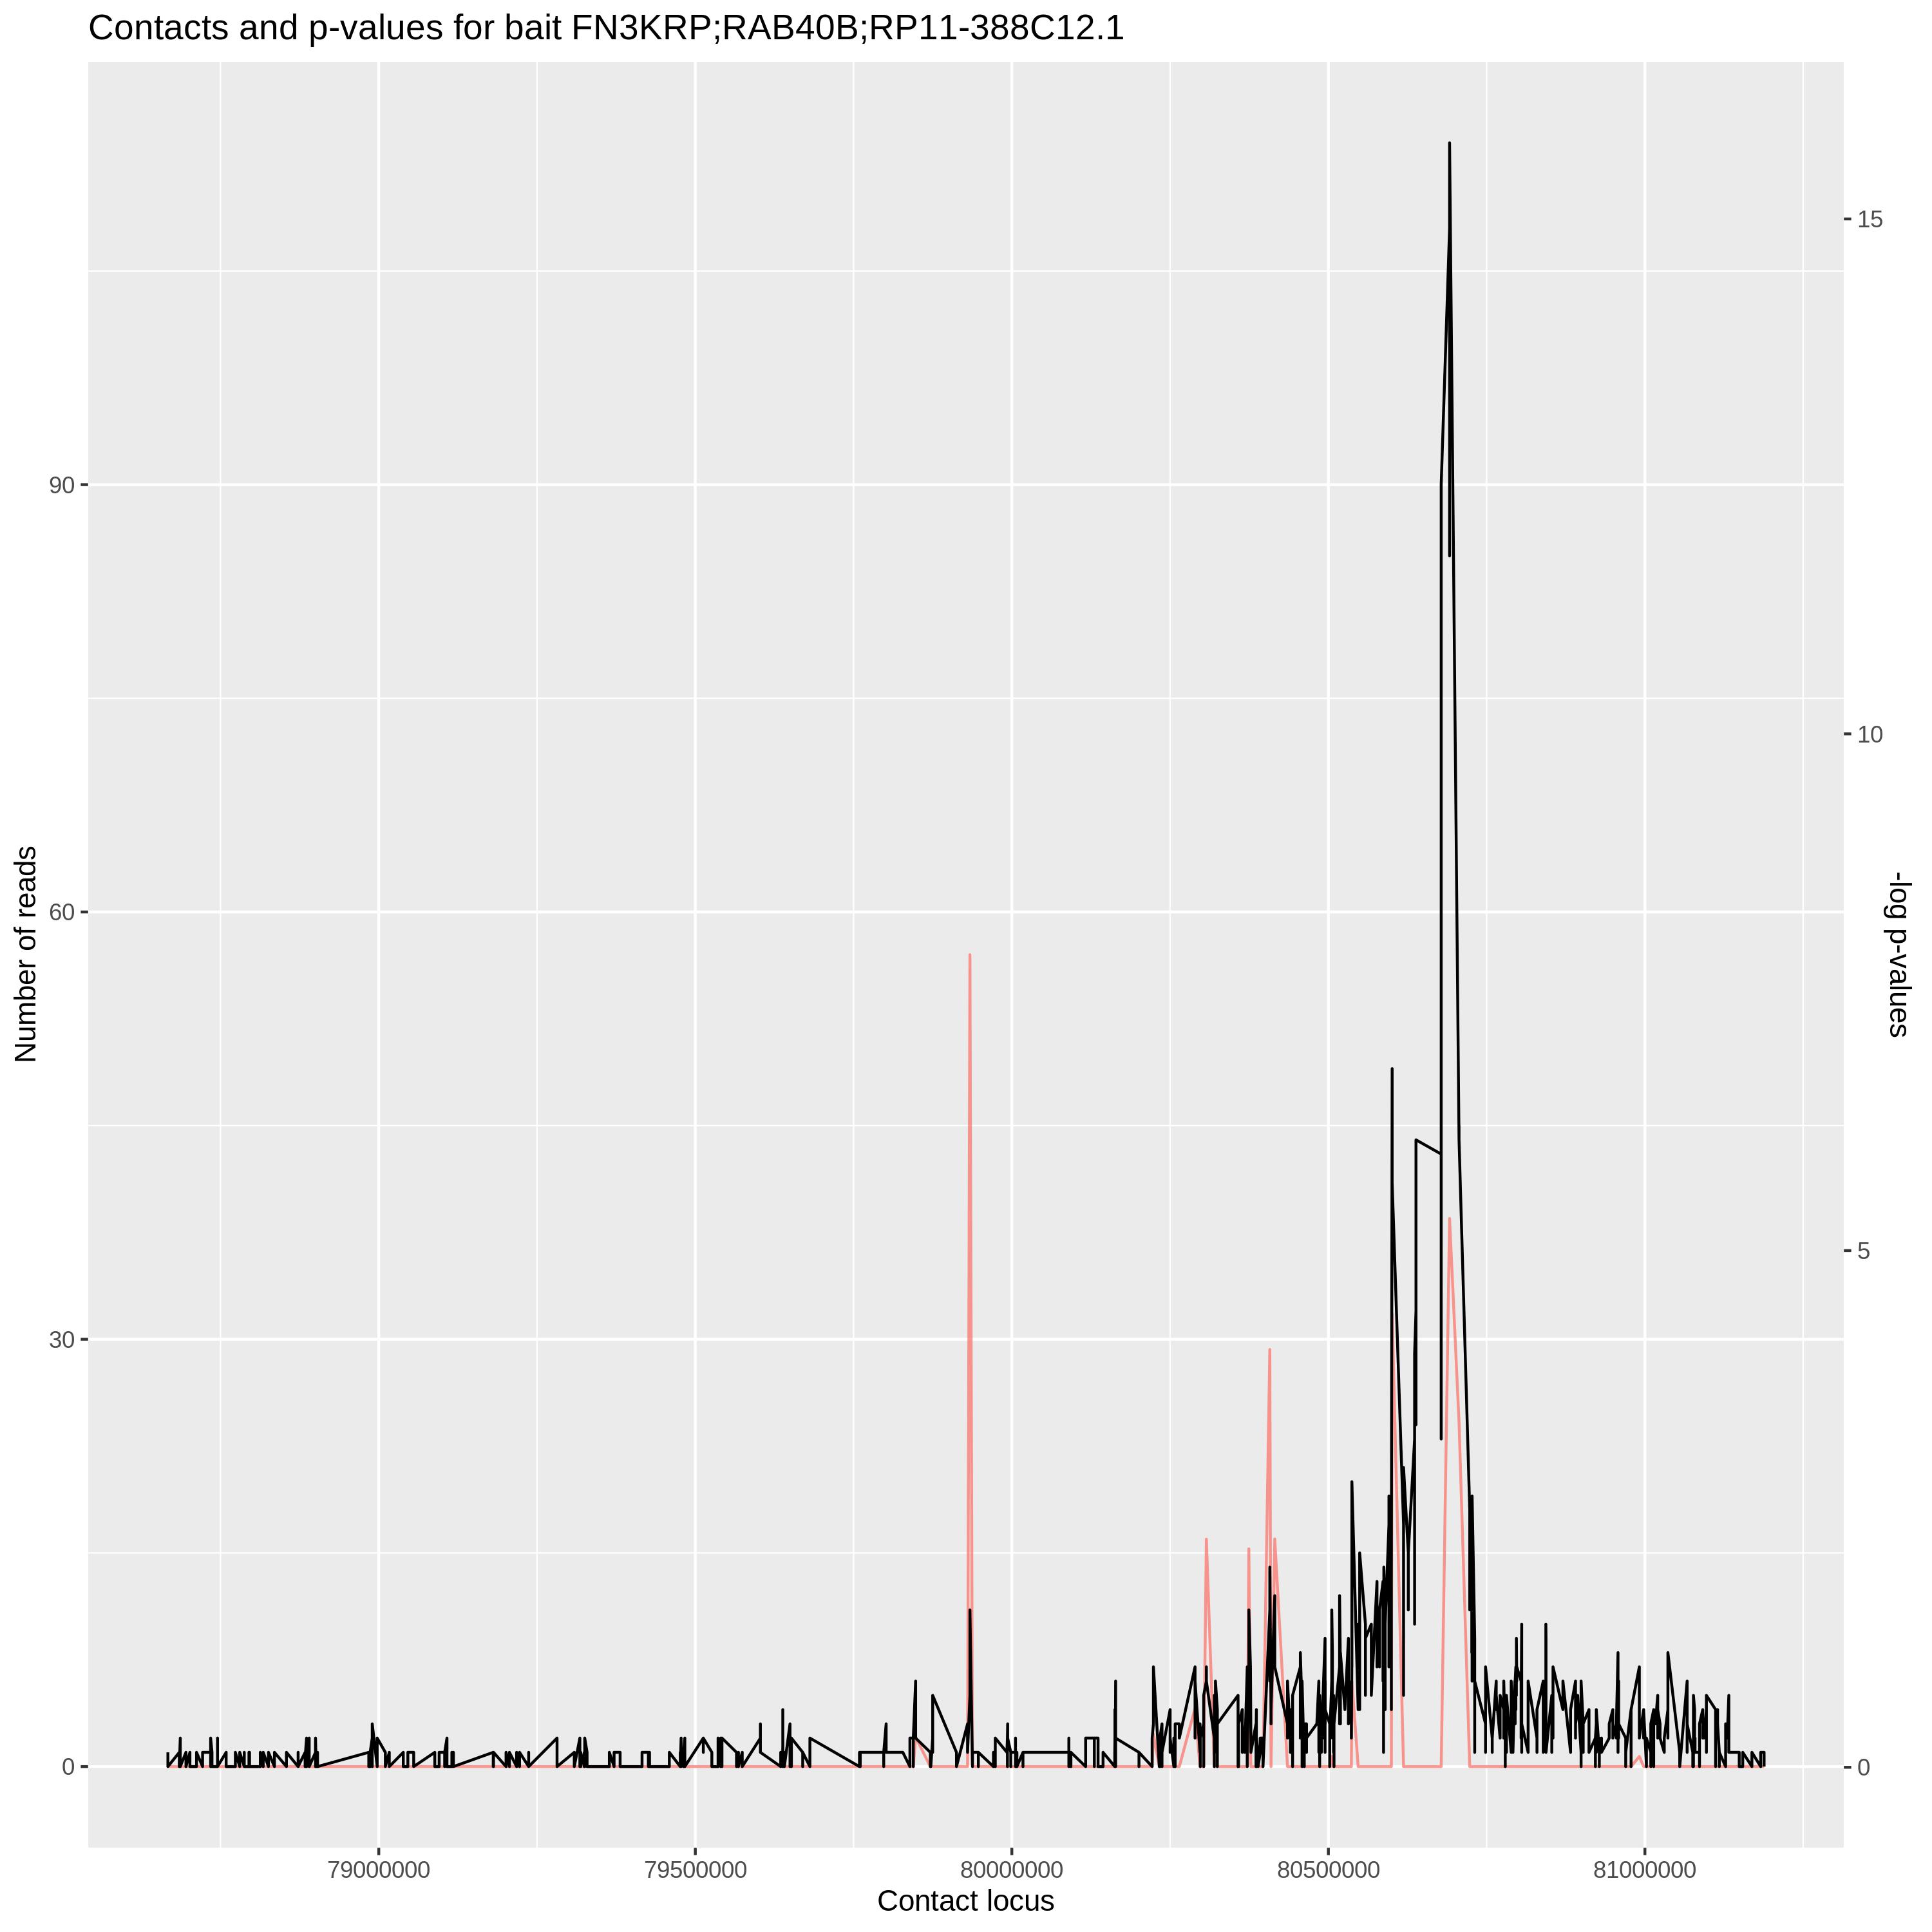 Contacts and p-values for bait FN3KRP;RAB40B;RP11-388C12.1
15
90
10
60
Number of reads
-log p-values
5
30
0
0
79000000 79500000 80000000 80500000 81000000
Contact locus